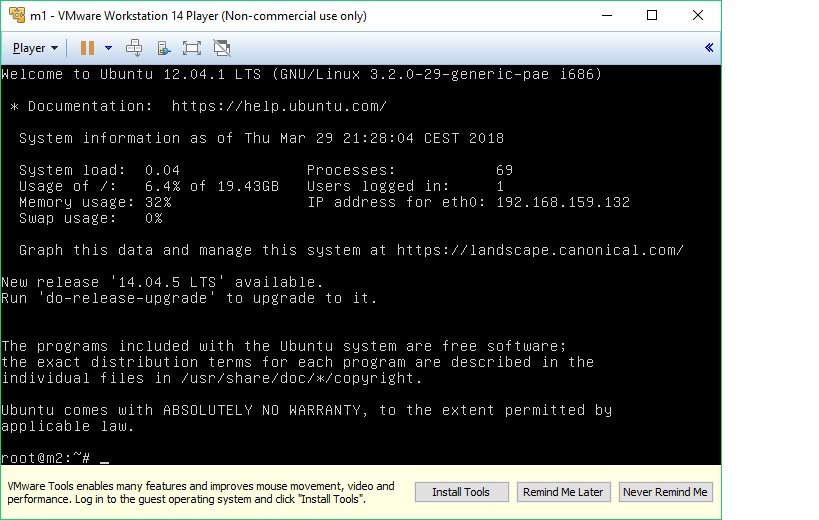 m1 - VMware Workstation 14 Player (Non-commercial use only)
Player
Welcome to Ubuntu 12.04.1 LTS (GNU/Linux 3.2.0-29-generic-pae i686)
* Documentation:  https://help.ubuntu.com/
System information as of Thu Mar 29 21:28:04 CEST 2018
System load:  0.04 Processes: 69
Usage of /:   6.4% of 19.43GB Users logged in: 1
Memory usage: 32% IP address for eth0: 192.168.159.132
Swap usage:   0%
Graph this data and manage this system at https://landscape.canonical.com/
New release '14.04.5 LTS' available.
Run 'do-release-upgrade' to upgrade to it.
The programs included with the Ubuntu system are free software;
the exact distribution terms for each program are described in the
individual files in /usr/share/doc/*/copyright.
Ubuntu comes with ABSOLUTELY NO WARRANTY, to the extent permitted by
applicable law.
root@m2:~# _
VMware Tools enables many features and improves mouse movement, video and
performance. Log in to the guest operating system and click "Install Tools".
Install Tools
Remind Me Later
Never Remind Me